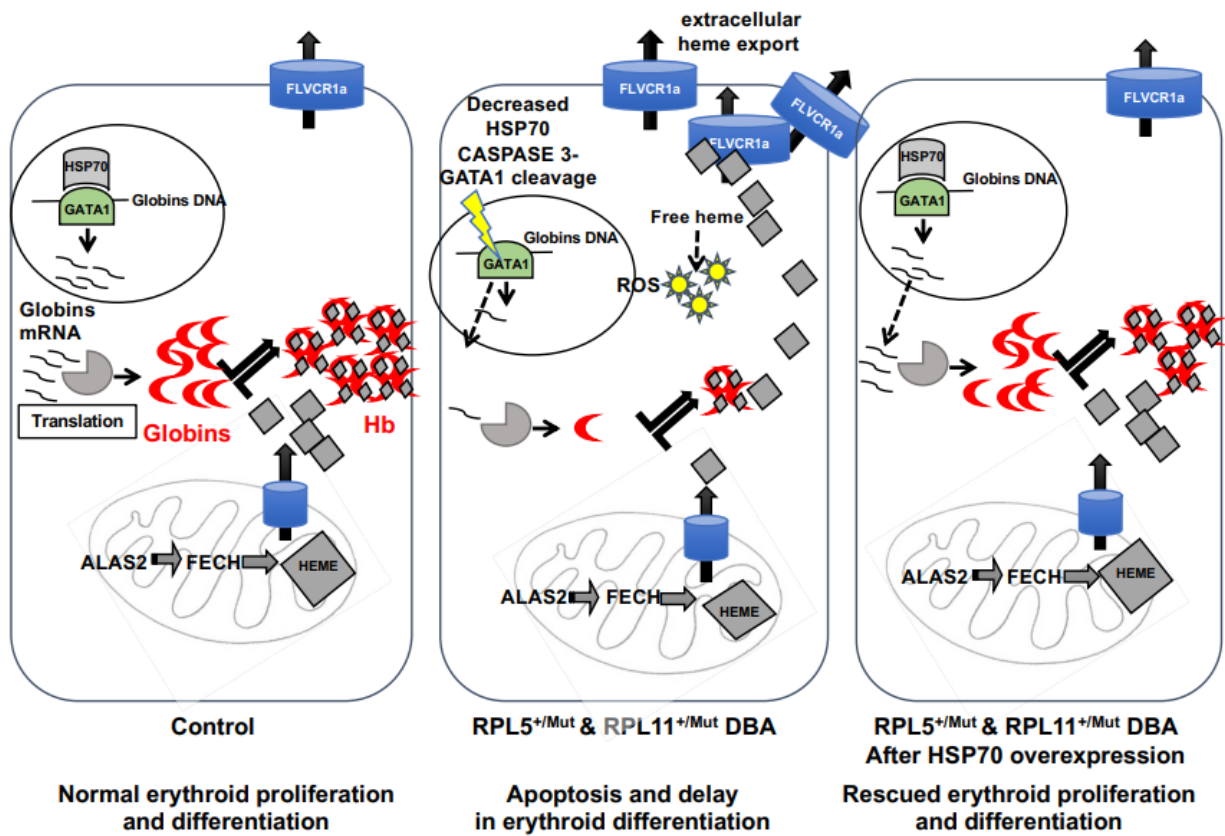 FLVCR1a
HSP70
GATA1
Globins DNA
Globins
mRNA
Translation
Globins
Hb
ALAS2
FECH
HEME
Control
Normal erythroid proliferation
and differentiation
extracellular
heme export
FLVCR1a
FLVCR1a
FLVCR1a
Decreased
HSP70
CASPASE 3-
GATA1 cleavage
Globins DNA
GATA1
Free heme
ROS
ALAS2
FECH
HEME
RPL5+/Mut & RPL11+/Mut DBA
Apoptosis and delay
in erythroid differentiation
FLVCR1a
HSP70
GATA1
Globins DNA
ALAS2
FECH
HEME
RPL5+/Mut & RPL11+/Mut DBA
After HSP70 overexpression
Rescued erythroid proliferation
and differentiation